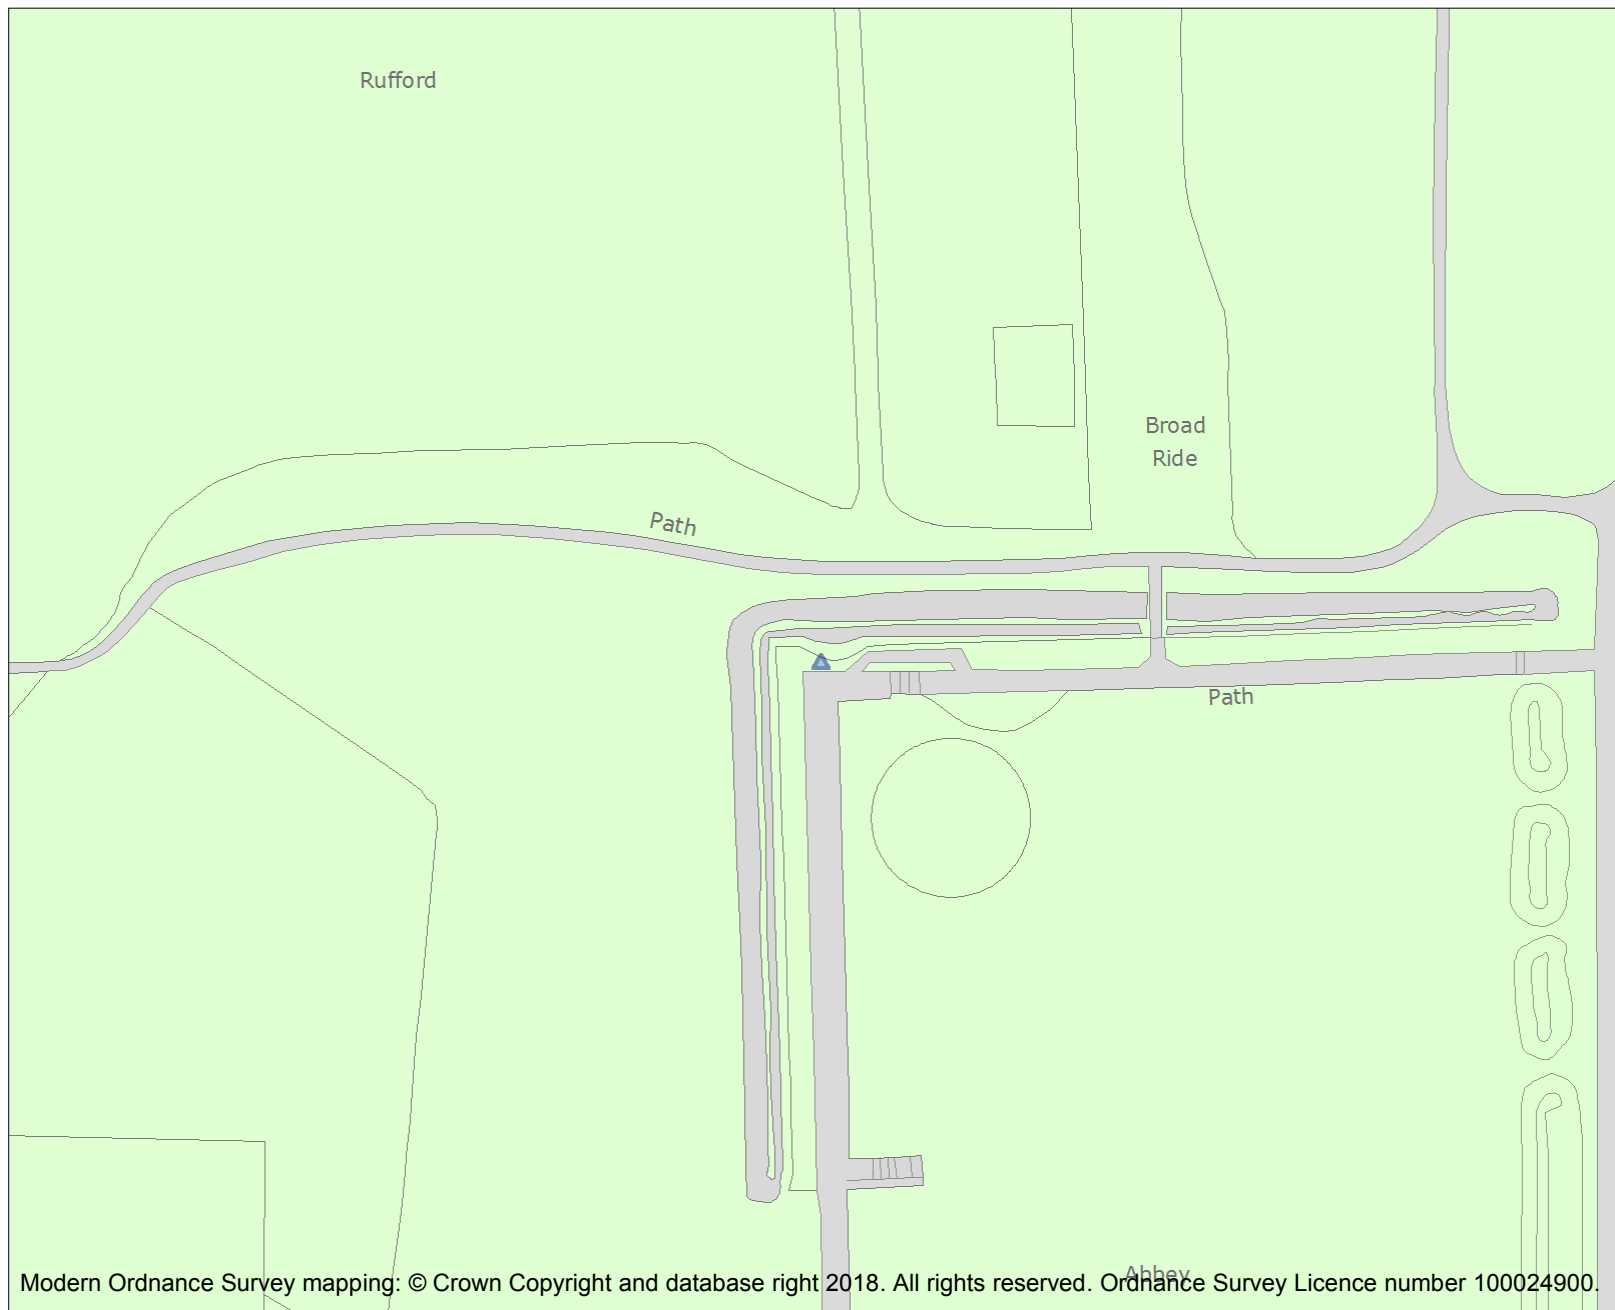 Rufford
Broad
Ride
Path
Path
Abbey
Modern Ordnance Survey mapping: © Crown Copyright and database right 2018. All rights reserved. Ordnance Survey Licence number 100024900.